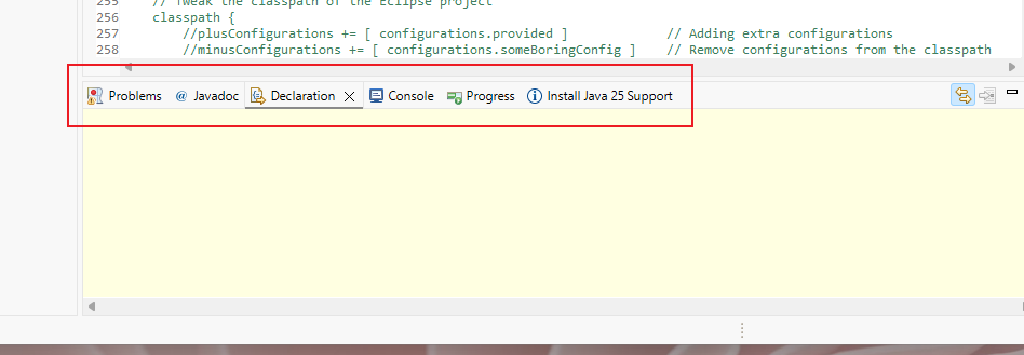 255    // Tweak the classpath of the Eclipse project
256    classpath {
257        //plusConfigurations += [ configurations.provided ]             // Adding extra configurations
258        //minusConfigurations += [ configurations.someBoringConfig ]    // Remove configurations from the classpath
Problems @ Javadoc Declaration Console Progress Install Java 25 Support